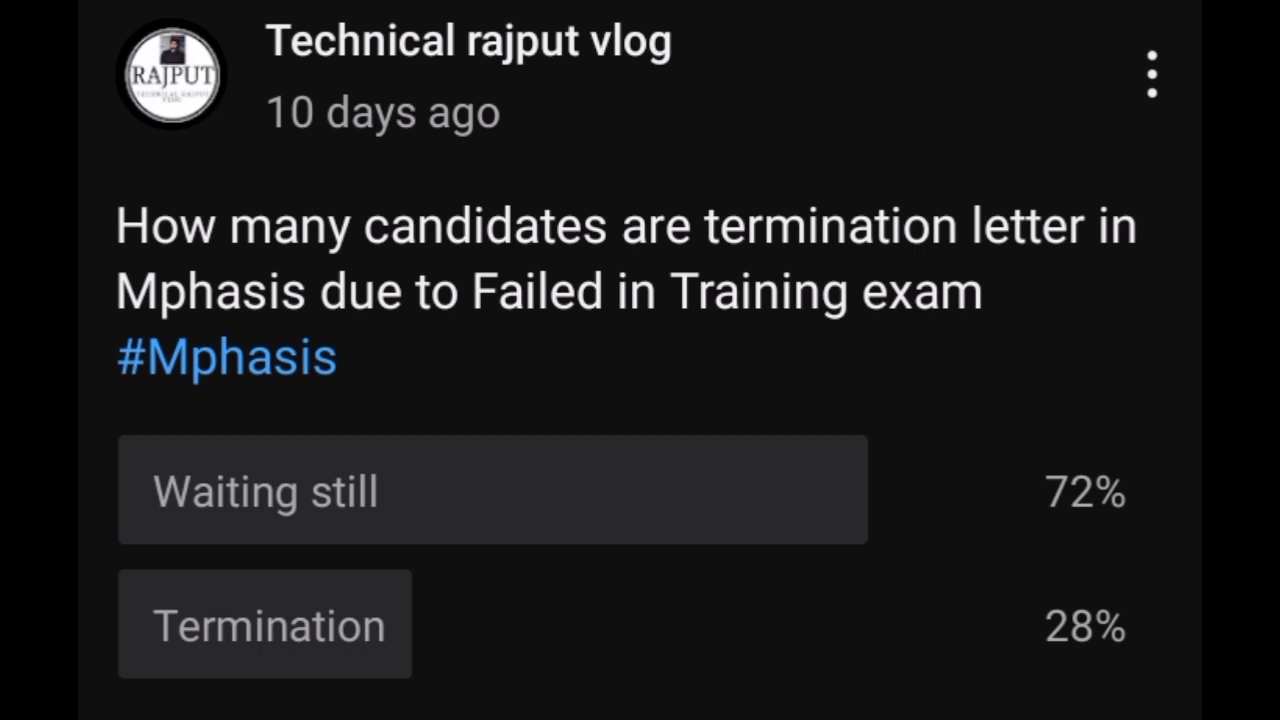 Technical rajput vlog
RAJPUT
10 days ago
How many candidates are termination letter in
Mphasis due to Failed in Training exam
#Mphasis
Waiting still 72%
Termination 28%